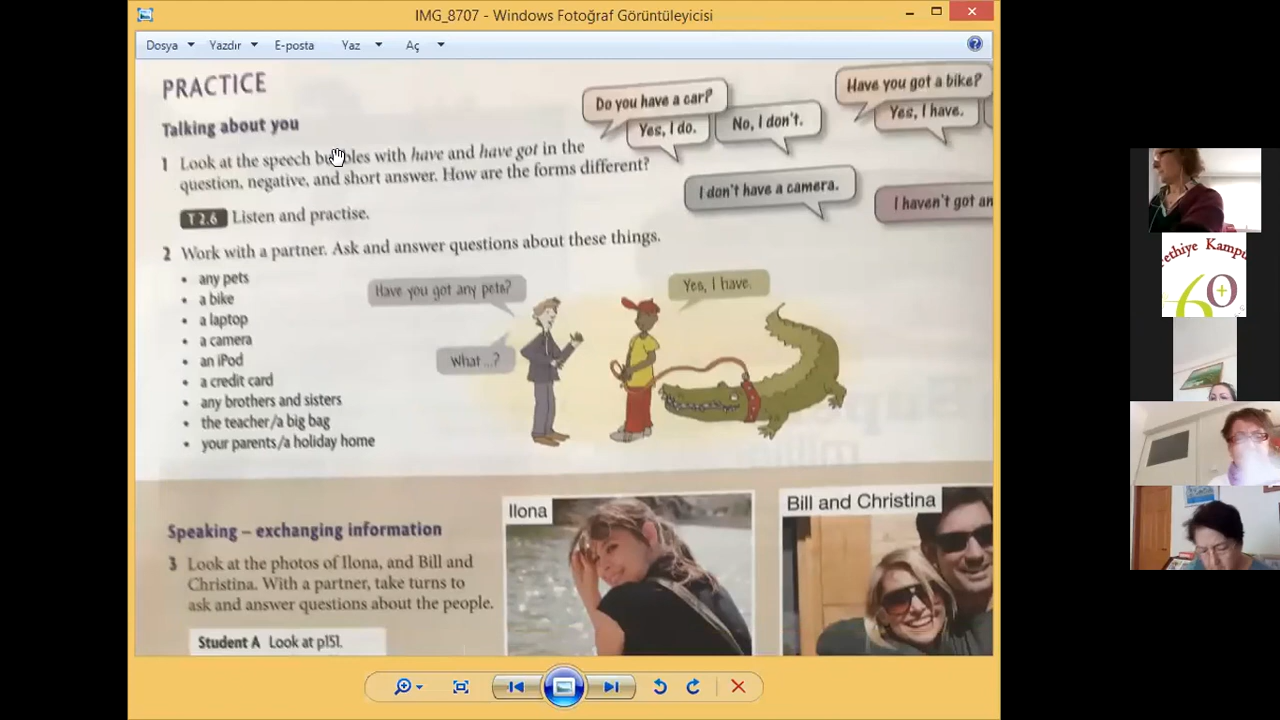 IMG_8707 - Windows Fotoğraf Görüntüleyicisi
Dosya Yazdır E-posta Yaz Aç
PRACTICE
Talking about you
1 Look at the speech bubbles with have and have got in the
question, negative, and short answer. How are the forms different?
T 2.6 Listen and practise.
Do you have a car?
Yes, I do.
No, I don't.
Have you got a bike?
Yes, I have.
I don't have a camera.
I haven't got an
2 Work with a partner. Ask and answer questions about these things.
• any pets
• a bike
• a laptop
• a camera
• an iPod
• a credit card
• any brothers and sisters
• the teacher/a big bag
• your parents/a holiday home
Have you got any pets?
What ...?
Yes, I have.
Speaking – exchanging information
3 Look at the photos of Ilona, and Bill and
Christina. With a partner, take turns to
ask and answer questions about the people.
Student A Look at p151.
Ilona
Bill and Christina
ethiye Kampü
60